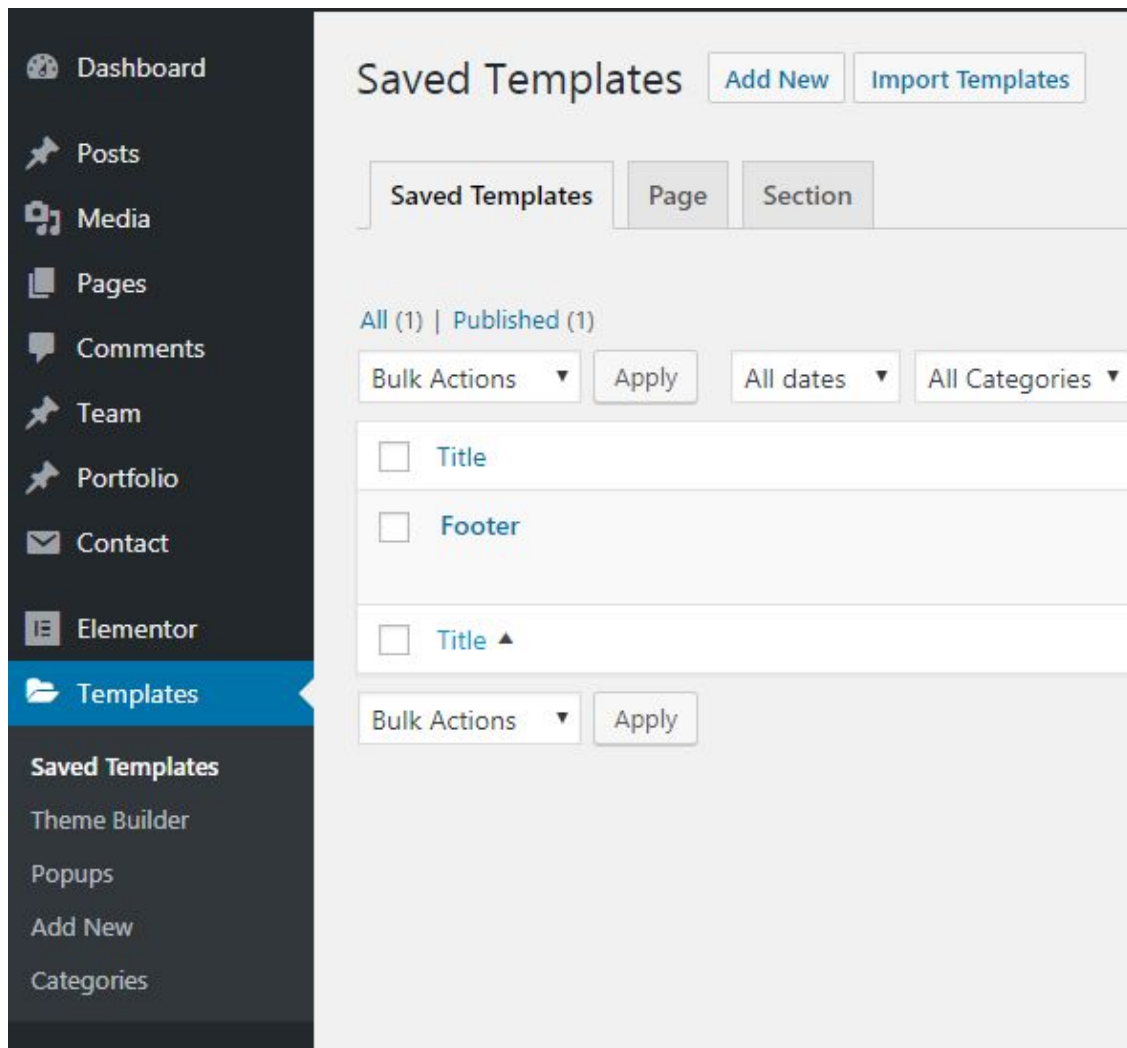 Dashboard
Posts
Media
Pages
Comments
Team
Portfolio
Contact
Elementor
Templates
Saved Templates
Theme Builder
Popups
Add New
Categories
Saved Templates Add New Import Templates
Saved Templates Page Section
All (1) | Published (1)
Bulk Actions Apply All dates All Categories
Title
Footer
Title
Bulk Actions Apply